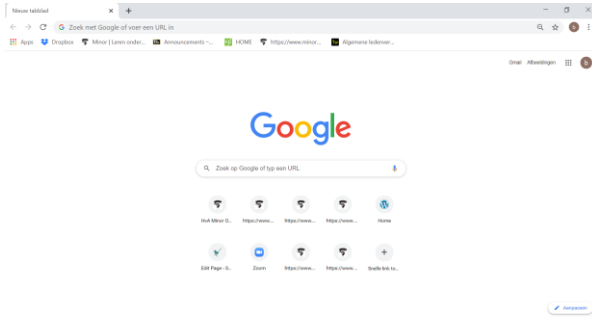 Nieuw tabblad
Zoek met Google of voer een URL in
Apps Dropbox Minor | Leren onder... Announcements –... HOME https://www.minor... Algemene ledenver...
Gmail Afbeeldingen
Google
Zoek op Google of typ een URL
HvA Minor O... https://www... https://www... https://www... Home
Edit Page ‹ S... Zoom https://www... https://www... Snelle link to...
Aanpassen